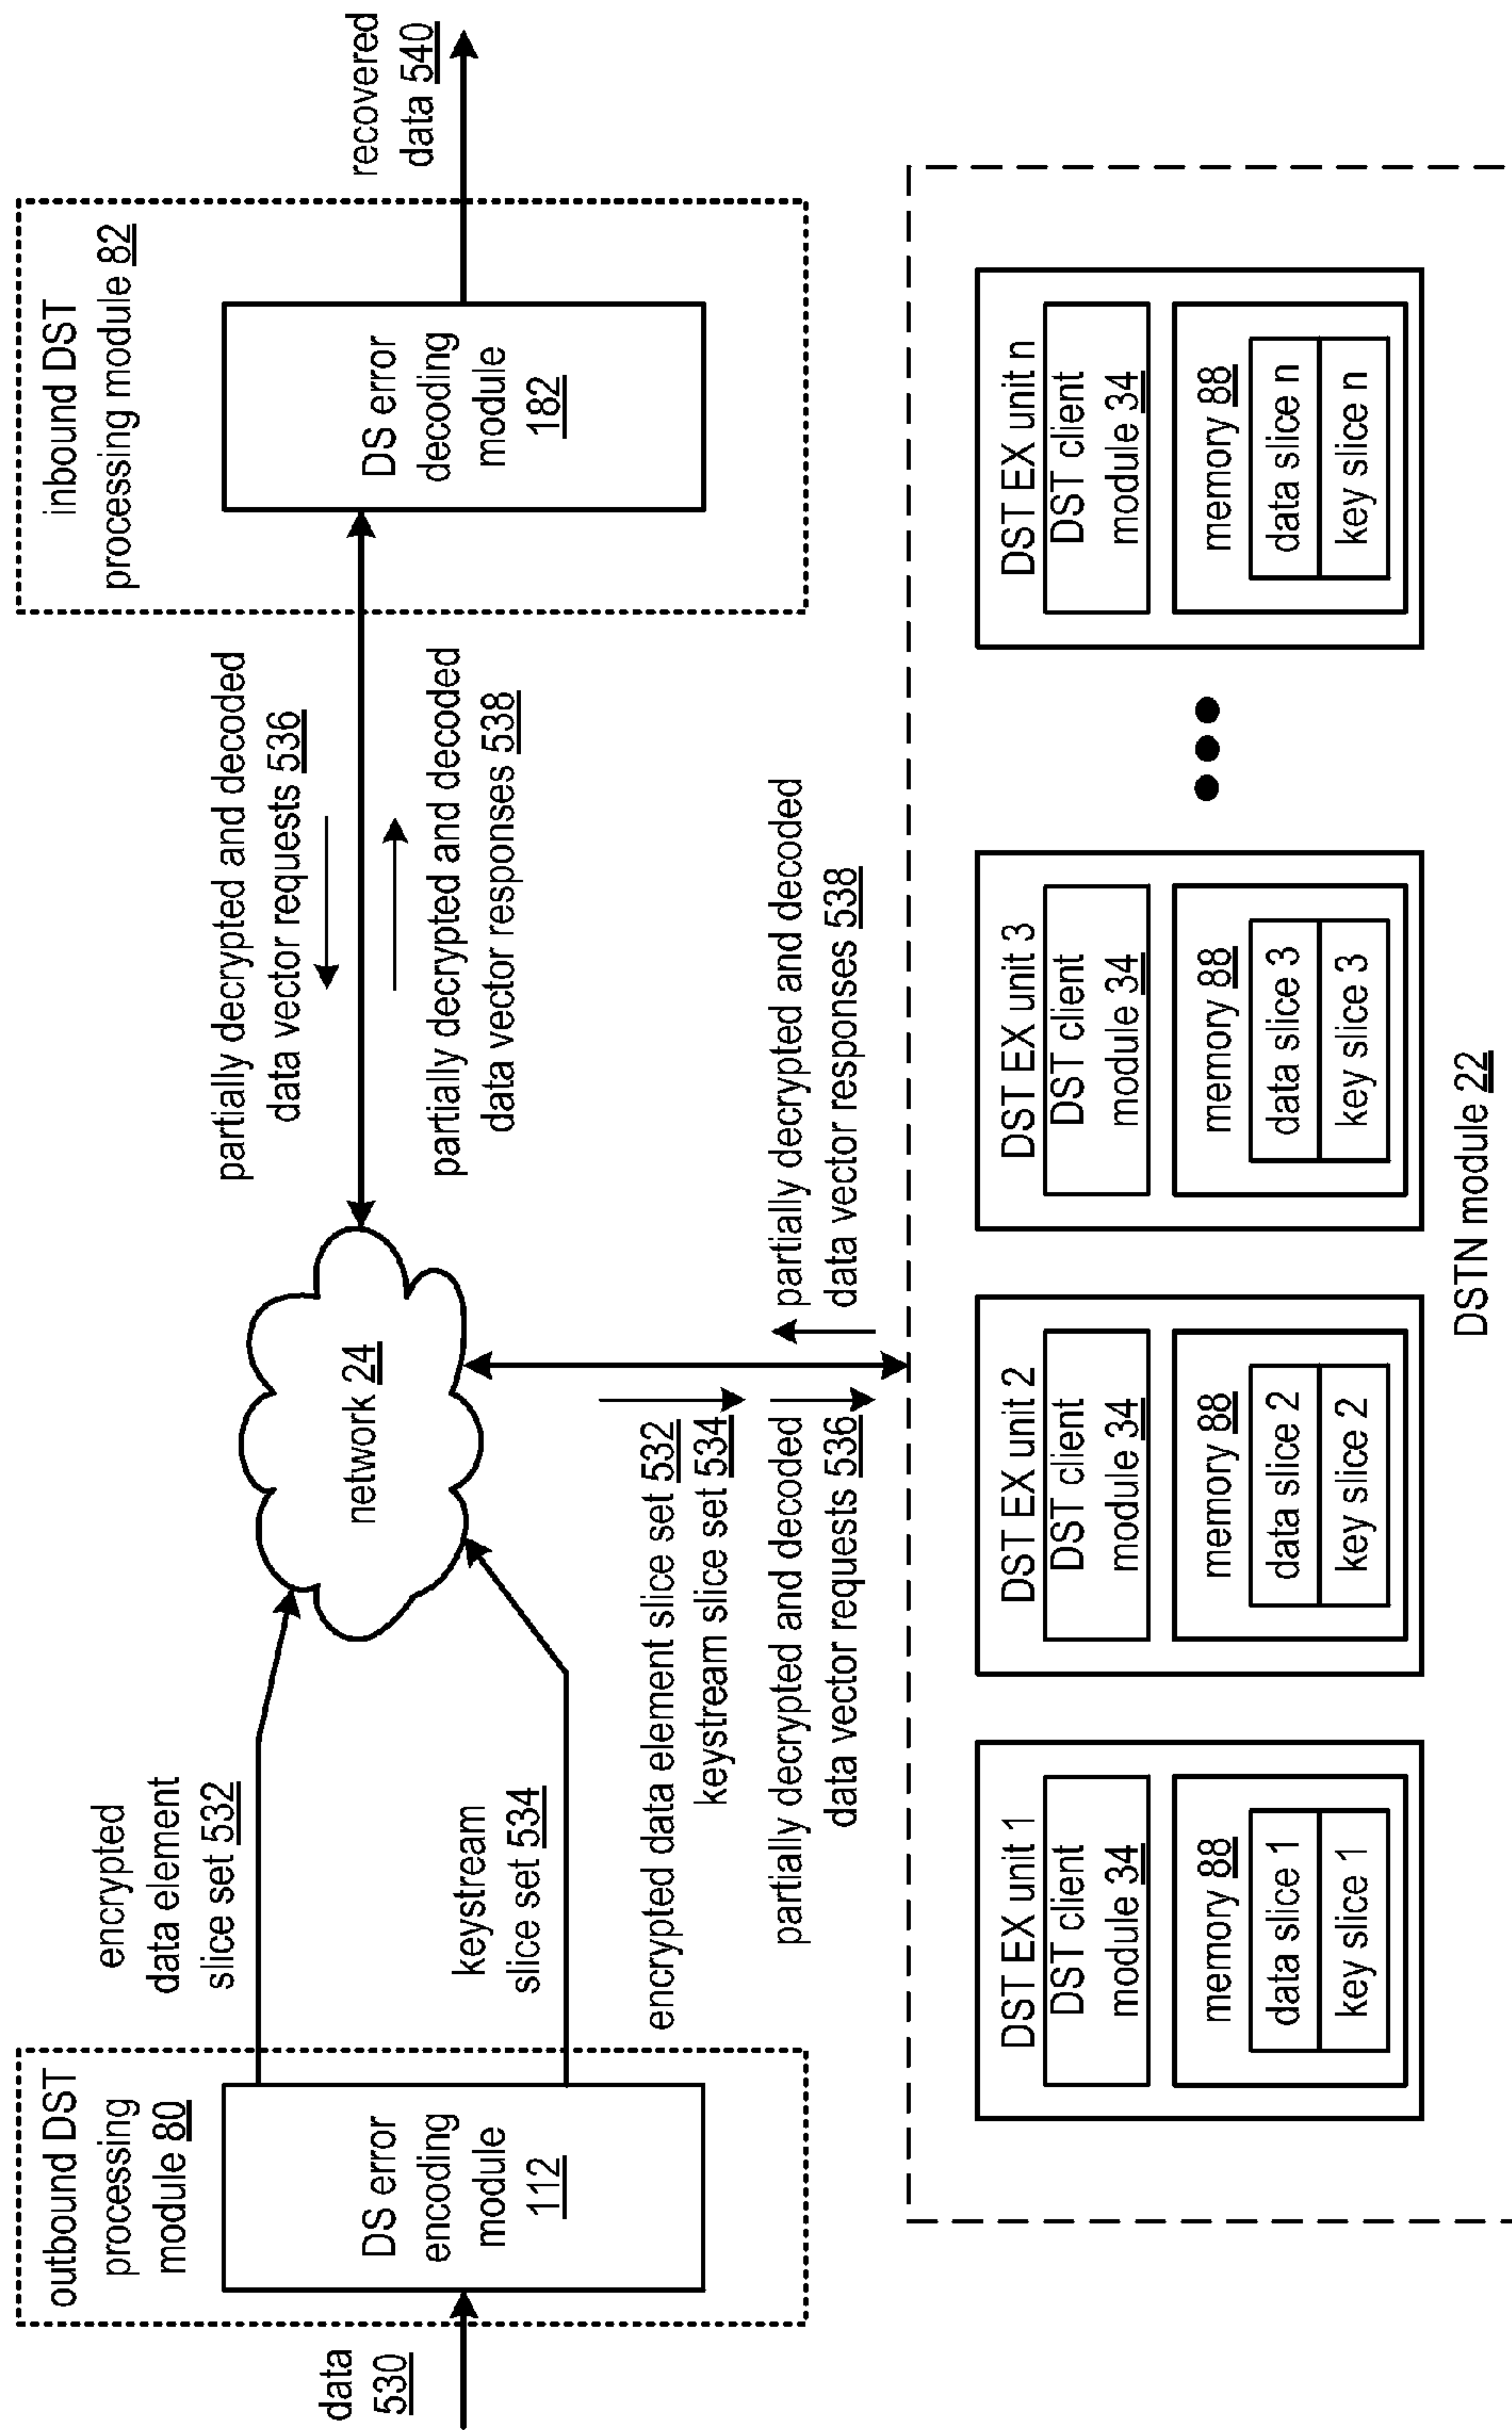 outbound DST
processing
module 80
data
530
DS error
encoding
module
112
encrypted
data element
slice set 532
keystream
slice set 534
network 24
partially decrypted and decoded
data vector requests 536
partially decrypted and decoded
data vector responses 538
inbound DST
processing module 82
DS error
decoding
module
182
recovered
data 540
encrypted data element slice set 532
keystream slice set 534
partially decrypted and decoded
data vector requests 536
partially decrypted and decoded
data vector responses 538
DST EX unit 1
DST client
module 34
memory 88
data slice 1
key slice 1
DST EX unit 2
DST client
module 34
memory 88
data slice 2
key slice 2
DST EX unit 3
DST client
module 34
memory 88
data slice 3
key slice 3
DST EX unit n
DST client
module 34
memory 88
data slice n
key slice n
DSTN module 22